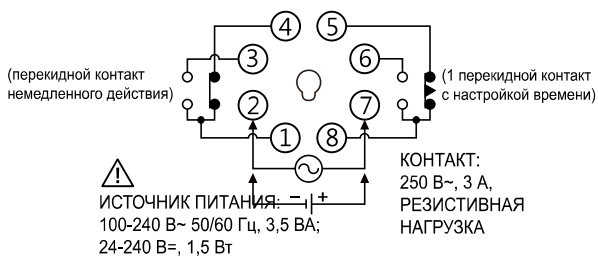 4 5
3 6
(перекидной контакт
немедленного действия)
(1 перекидной контакт
с настройкой времени)
2 7
1 8
ИСТОЧНИК ПИТАНИЯ:
100-240 В~ 50/60 Гц, 3,5 ВА;
24-240 В=, 1,5 Вт
− +
КОНТАКТ:
250 В~, 3 А,
РЕЗИСТИВНАЯ
НАГРУЗКА